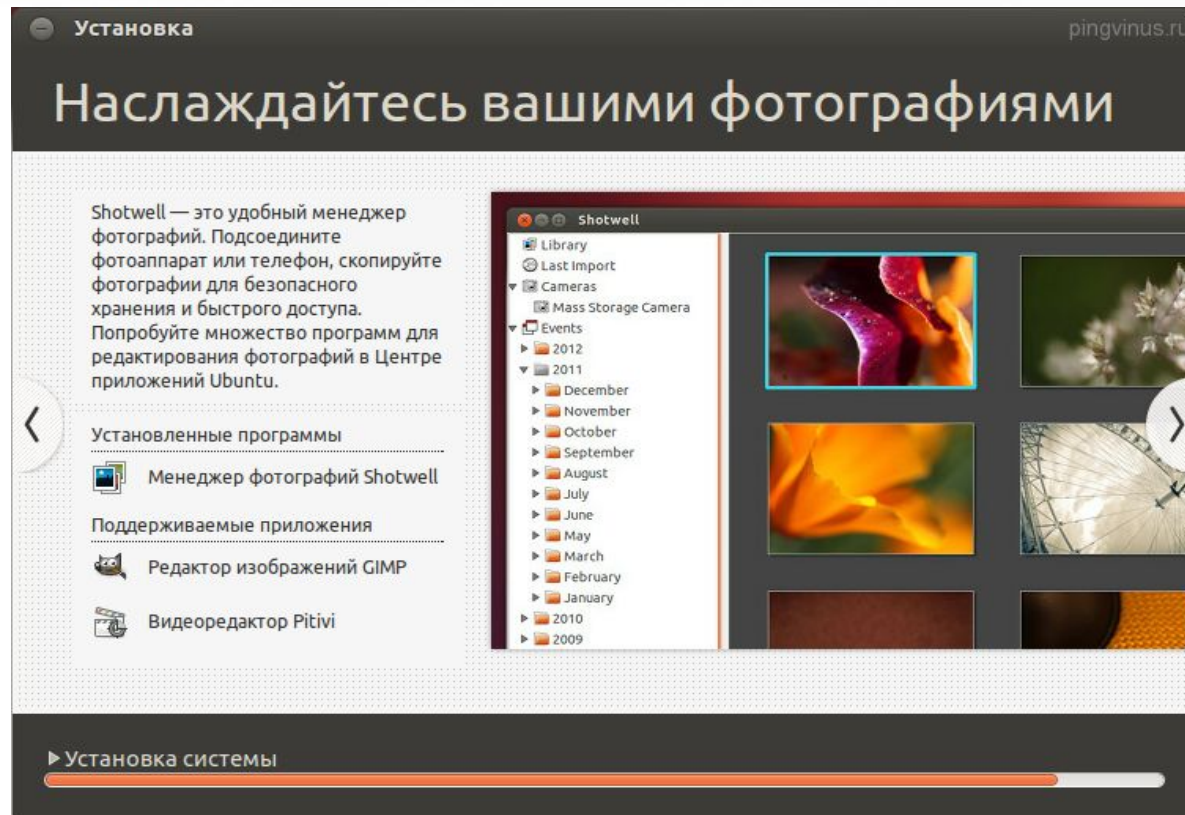 Установка
pingvinus.ru
Наслаждайтесь вашими фотографиями
Shotwell — это удобный менеджер
фотографий. Подсоедините
фотоаппарат или телефон, скопируйте
фотографии для безопасного
хранения и быстрого доступа.
Попробуйте множество программ для
редактирования фотографий в Центре
приложений Ubuntu.
Установленные программы
Менеджер фотографий Shotwell
Поддерживаемые приложения
Редактор изображений GIMP
Видеоредактор Pitivi
Shotwell
Library
Last Import
Cameras
Mass Storage Camera
Events
2012
2011
December
November
October
September
August
July
June
May
March
February
January
2010
2009
Установка системы